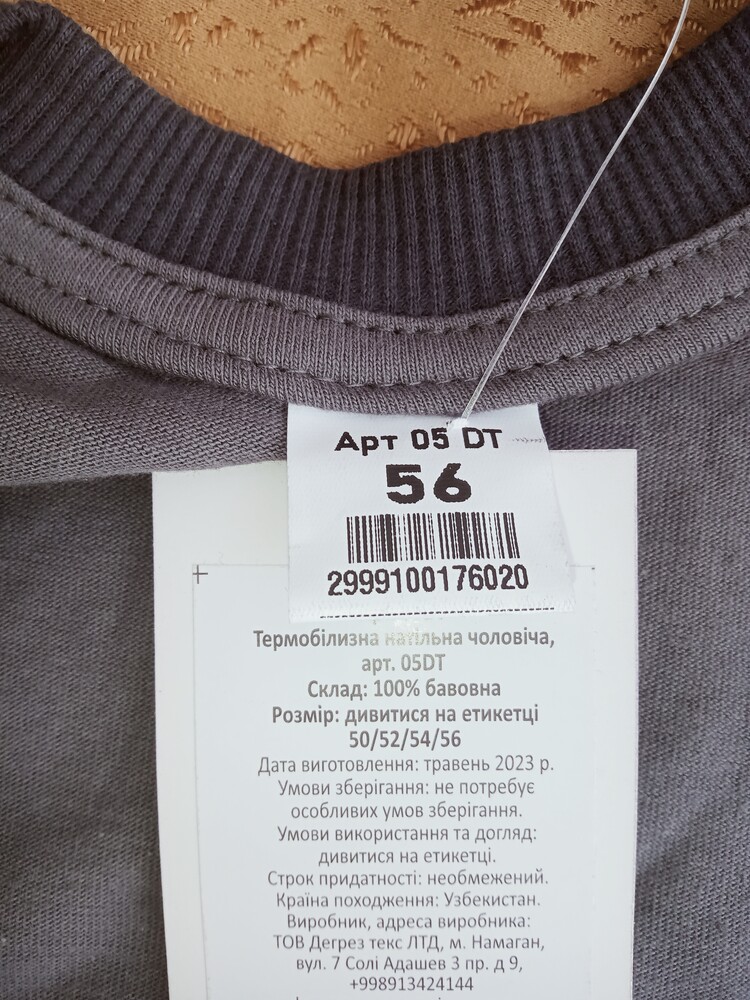 Арт 05 DT
56
2999100176020
Термобілизна натільна чоловіча,
арт. 05DT
Склад: 100% бавовна
Розмір: дивитися на етикетці
50/52/54/56
Дата виготовлення: травень 2023 р.
Умови зберігання: не потребує
особливих умов зберігання.
Умови використання та догляд:
дивитися на етикетці.
Строк придатності: необмежений.
Країна походження: Узбекистан.
Виробник, адреса виробника:
ТОВ Дегрез текс ЛТД, м. Наманган,
вул. 7 Солі Адашев 3 пр. д 9,
+998913424144